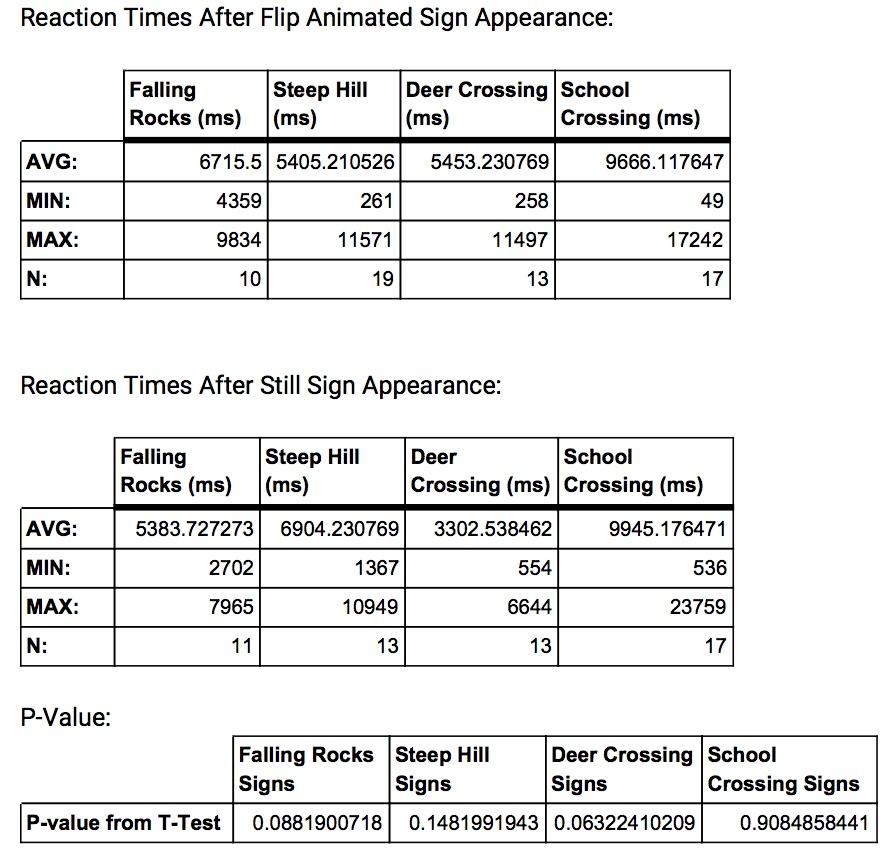 Reaction Times After Flip Animated Sign Appearance:
Falling Steep Hill Deer Crossing School
Rocks (ms) (ms) (ms) Crossing (ms)
AVG: 6715.5 5405.210526 5453.230769 9666.117647
MIN: 4359 261 258 49
MAX: 9834 11571 11497 17242
N: 10 19 13 17
Reaction Times After Still Sign Appearance:
Falling Steep Hill Deer School
Rocks (ms) (ms) Crossing (ms) Crossing (ms)
AVG: 5383.727273 6904.230769 3302.538462 9945.176471
MIN: 2702 1367 554 536
MAX: 7965 10949 6644 23759
N: 11 13 13 17
P-Value:
Falling Rocks Steep Hill Deer Crossing School
Signs Signs Signs Crossing Signs
P-value from T-Test 0.0881900718 0.1481991943 0.06322410209 0.9084858441